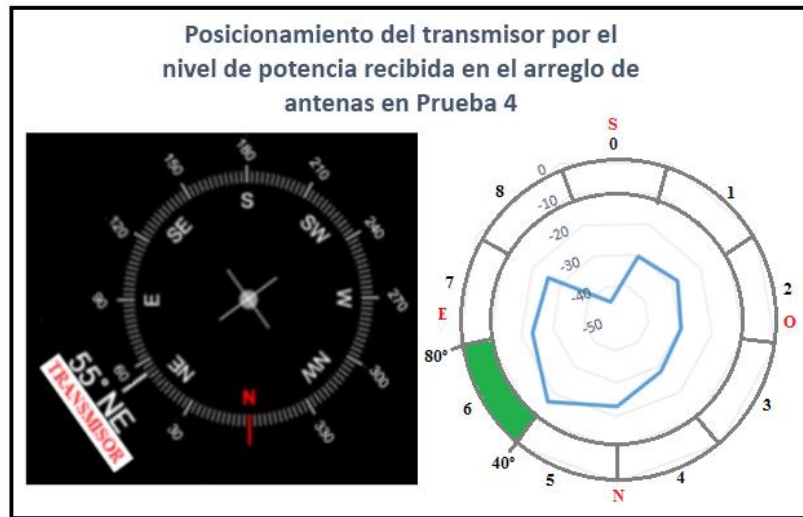 Posicionamiento del transmisor por el
nivel de potencia recibida en el arreglo de
antenas en Prueba 4
180
150
210
120
240
90
270
60
300
30
330
S
SE
SW
E
W
NE
NW
N
55° NE
TRANSMISOR
S
0
8
1
7
2
E
O
80°
6
3
40°
5
4
N
0
-10
-20
-30
-40
-50